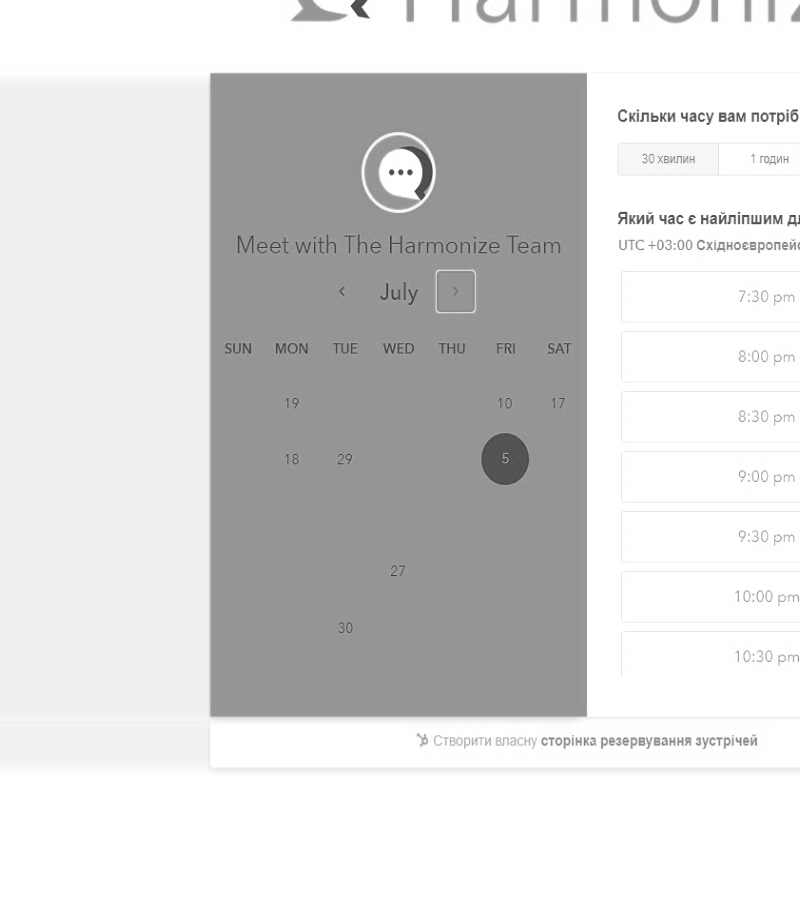 Harmoniz
Meet with The Harmonize Team
July
SUN MON TUE WED THU FRI SAT
19 10 17
18 29 5
27
30
Скільки часу вам потріб
30 хвилин 1 годин
Який час є найліпшим дл
UTC +03:00 Східноєвропейс
7:30 pm
8:00 pm
8:30 pm
9:00 pm
9:30 pm
10:00 pm
10:30 pm
Створити власну сторінка резервування зустрічей